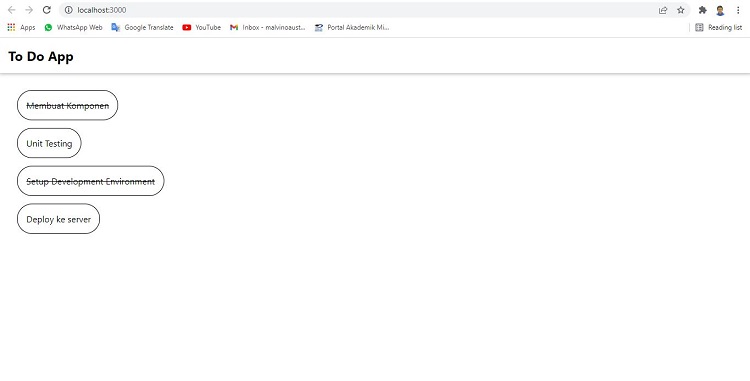 localhost:3000
Apps WhatsApp Web Google Translate YouTube Inbox - malvinoaust... Portal Akademik Mi... Reading list
To Do App
Membuat Komponen
Unit Testing
Setup Development Environment
Deploy ke server